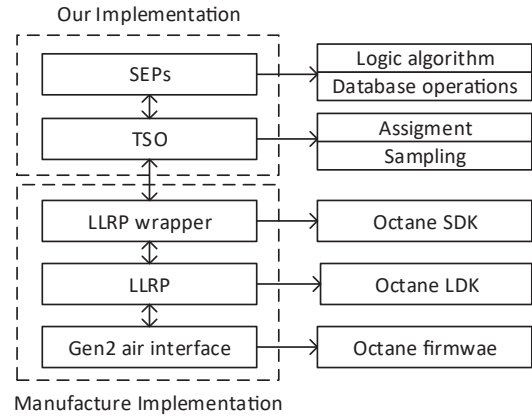 Our Implementation
SEPs
Logic algorithm
Database operations
TSO
Assigment
Sampling
LLRP wrapper
Octane SDK
LLRP
Octane LDK
Gen2 air interface
Octane firmwae
Manufacture Implementation